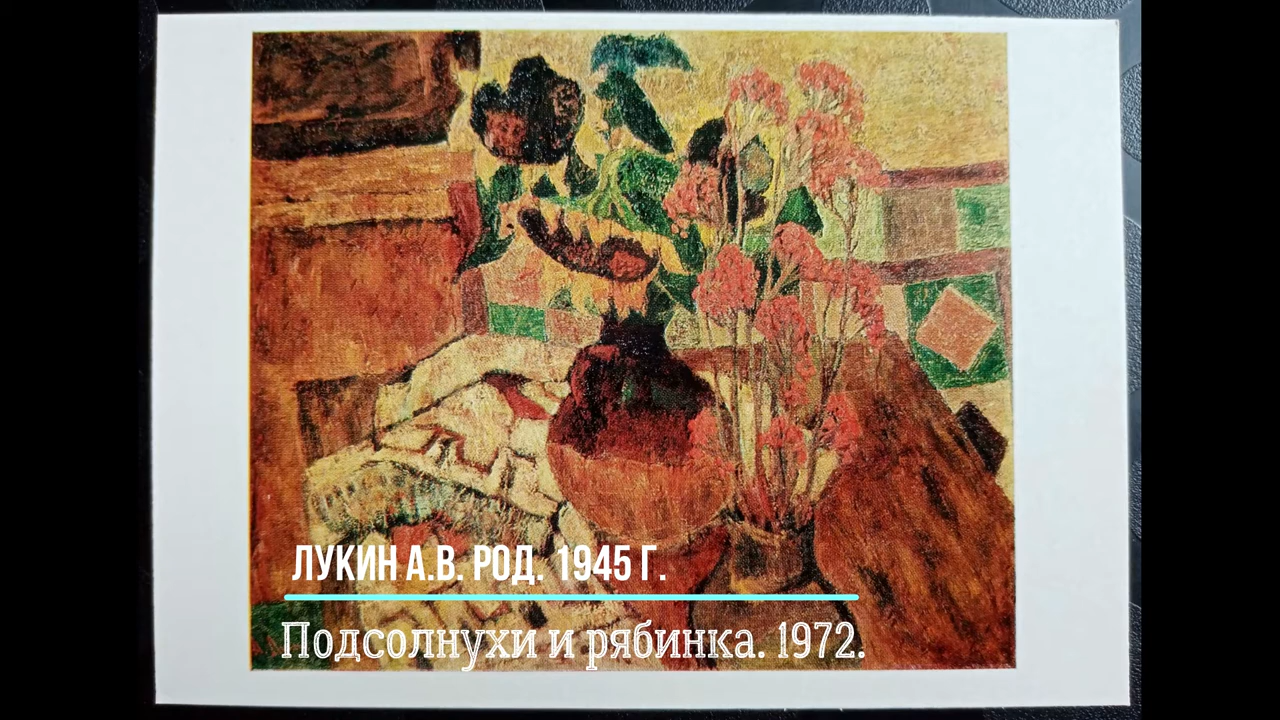 ЛУКИН А.В. РОД. 1945 Г.
Подсолнухи и рябинка. 1972.